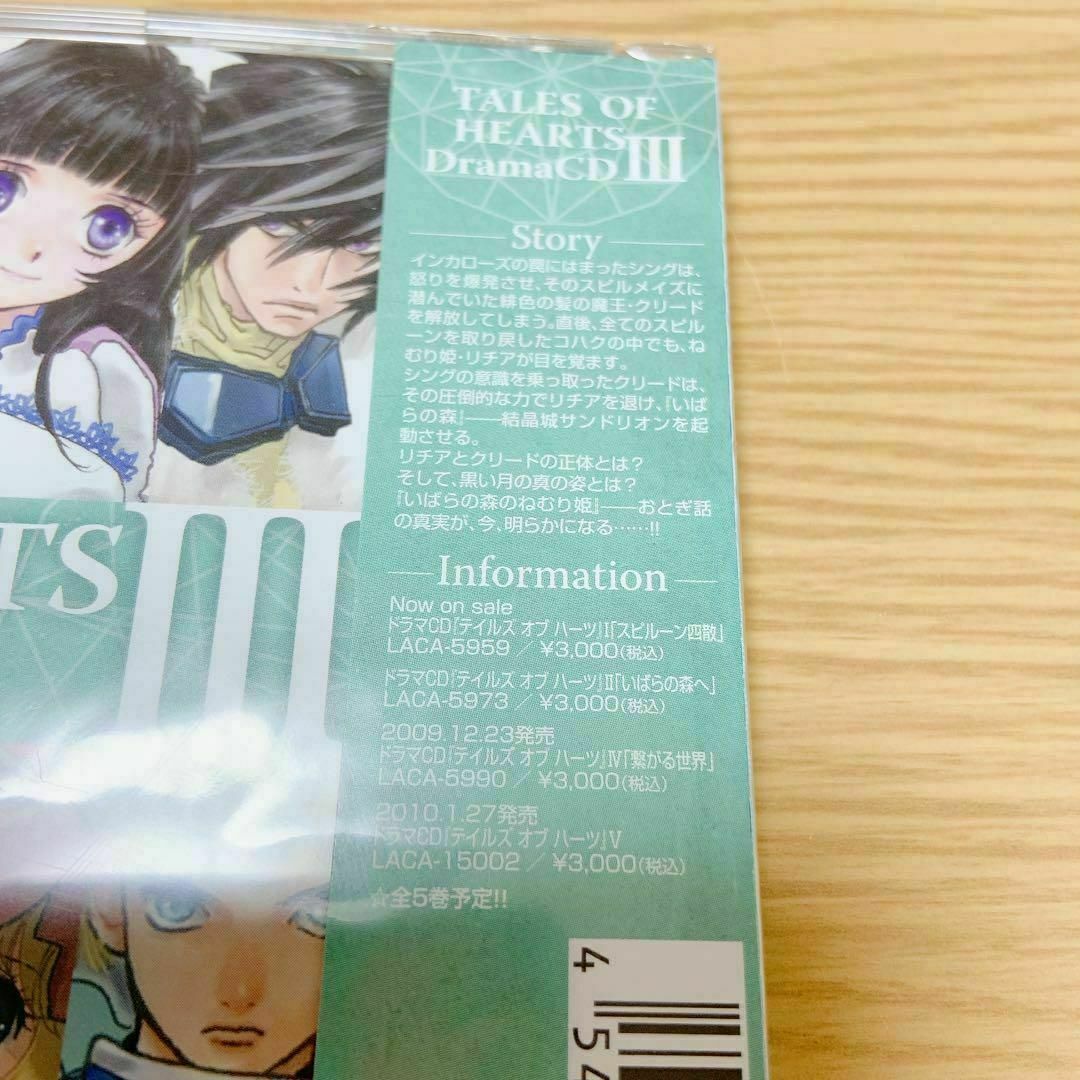 TALES OF
HEARTS
DramaCD III
Story
インカローズの罠にはまったシングは、
怒りを爆発させ、そのスピルメイズに
潜んでいた緋色の髪の魔王・クリード
を解放してしまう。直後、全てのスピル
ーンを取り戻したコハクの中でも、ね
むり姫・リチアが目を覚ます。
シングの意識を乗っ取ったクリードは、
その圧倒的な力でリチアを退け、『いば
らの森』――結晶城サンドリオンを起
動させる。
リチアとクリードの正体とは?
そして、黒い月の真の姿とは?
『いばらの森のねむり姫』――おとぎ話
の真実が、今、明らかになる……!!
Information
Now on sale
ドラマCD『テイルズ オブ ハーツ』I「スピルーン四散」
LACA-5959 / ¥3,000(税込)
ドラマCD『テイルズ オブ ハーツ』II「いばらの森へ」
LACA-5973 / ¥3,000(税込)
2009.12.23発売
ドラマCD『テイルズ オブ ハーツ』IV「繋がる世界」
LACA-5990 / ¥3,000(税込)
2010.1.27発売
ドラマCD『テイルズ オブ ハーツ』V
LACA-15002 / ¥3,000(税込)
☆全5巻予定!!
TS III
4 54